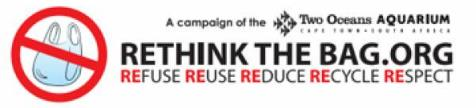 A campaign of the Two Oceans AQUARIUM
CAPE TOWN • SOUTH AFRICA
RETHINK THE BAG.ORG
REFUSE REUSE REDUCE RECYCLE RESPECT